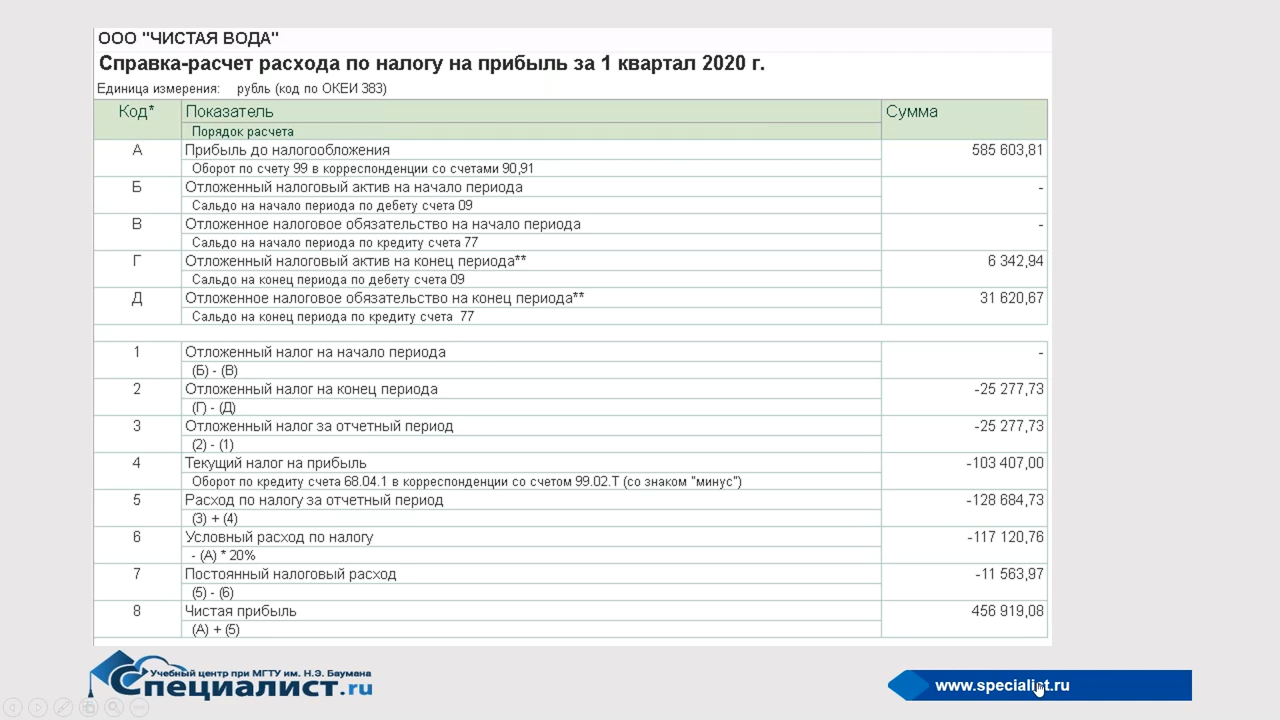 ООО "ЧИСТАЯ ВОДА"
Справка-расчет расхода по налогу на прибыль за 1 квартал 2020 г.
Единица измерения: рубль (код по ОКЕИ 383)
Код* Показатель Сумма
Порядок расчета
А Прибыль до налогообложения 585 603,81
Оборот по счету 99 в корреспонденции со счетами 90,91
Б Отложенный налоговый актив на начало периода -
Сальдо на начало периода по дебету счета 09
В Отложенное налоговое обязательство на начало периода -
Сальдо на начало периода по кредиту счета 77
Г Отложенный налоговый актив на конец периода** 6 342,94
Сальдо на конец периода по дебету счета 09
Д Отложенное налоговое обязательство на конец периода** 31 620,67
Сальдо на конец периода по кредиту счета 77
1 Отложенный налог на начало периода -
(Б) - (В)
2 Отложенный налог на конец периода -25 277,73
(Г) - (Д)
3 Отложенный налог за отчетный период -25 277,73
(2) - (1)
4 Текущий налог на прибыль -103 407,00
Оборот по кредиту счета 68.04.1 в корреспонденции со счетом 99.02.Т (со знаком "минус")
5 Расход по налогу за отчетный период -128 684,73
(3) + (4)
6 Условный расход по налогу -117 120,76
- (А) * 20%
7 Постоянный налоговый расход -11 563,97
(5) - (6)
8 Чистая прибыль 456 919,08
(А) + (5)
Учебный центр при МГТУ им. Н.Э. Баумана
Специалист.ru
www.specialist.ru